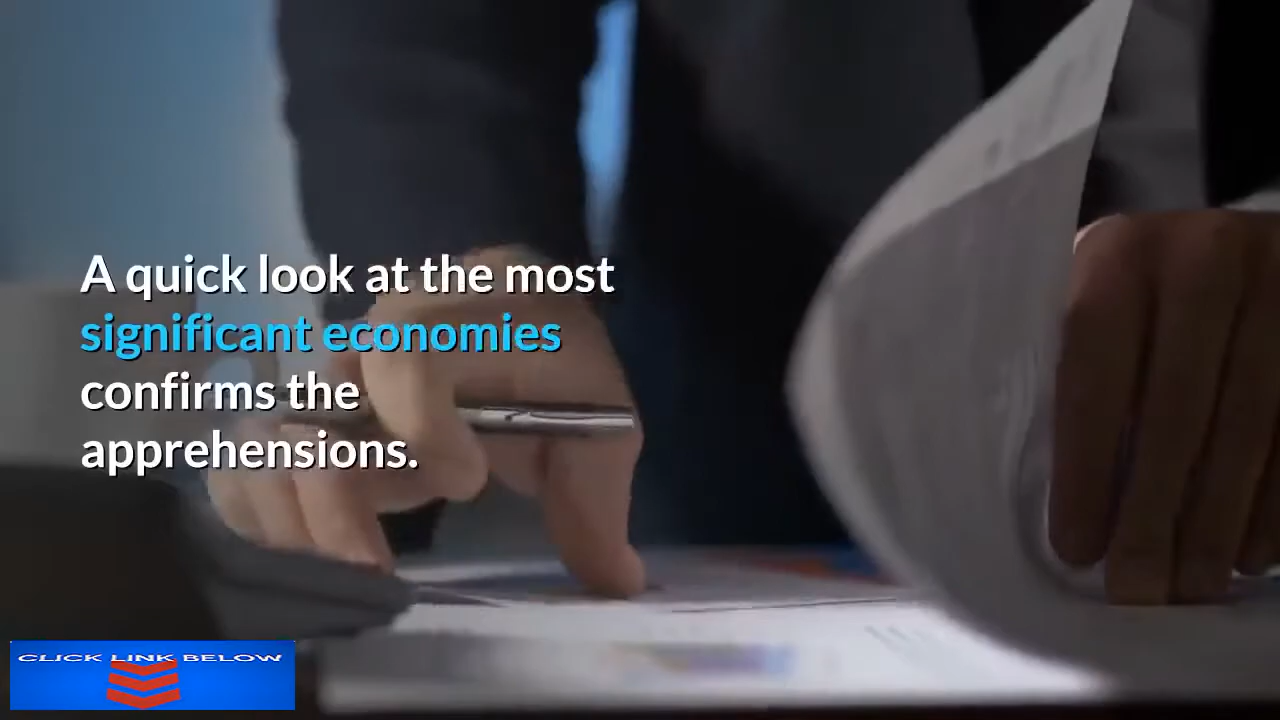 A quick look at the most
significant economies
confirms the
apprehensions.
CLICK LINK BELOW